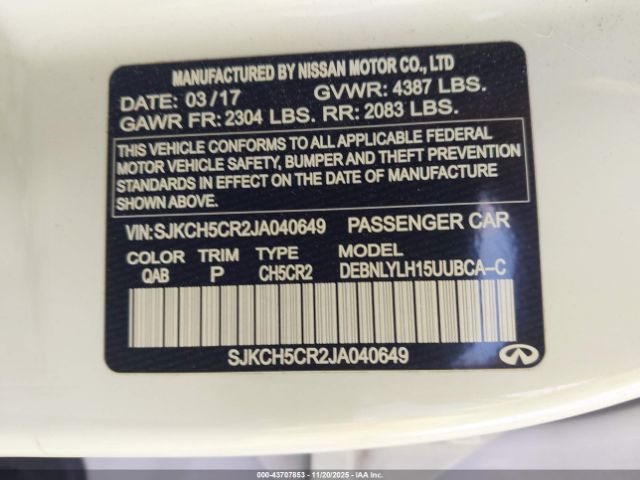 MANUFACTURED BY NISSAN MOTOR CO., LTD
DATE: 03/17 GVWR: 4387 LBS.
GAWR FR: 2304 LBS. RR: 2083 LBS.
THIS VEHICLE CONFORMS TO ALL APPLICABLE FEDERAL
MOTOR VEHICLE SAFETY, BUMPER AND THEFT PREVENTION
STANDARDS IN EFFECT ON THE DATE OF MANUFACTURE
SHOWN ABOVE.
VIN:SJKCH5CR2JA040649 PASSENGER CAR
COLOR TRIM TYPE MODEL
QAB P CH5CR2 DEBNLYLH15UUBCA-C
SJKCH5CR2JA040649
000-43707853 | 11/20/2025 - IAAI.COM